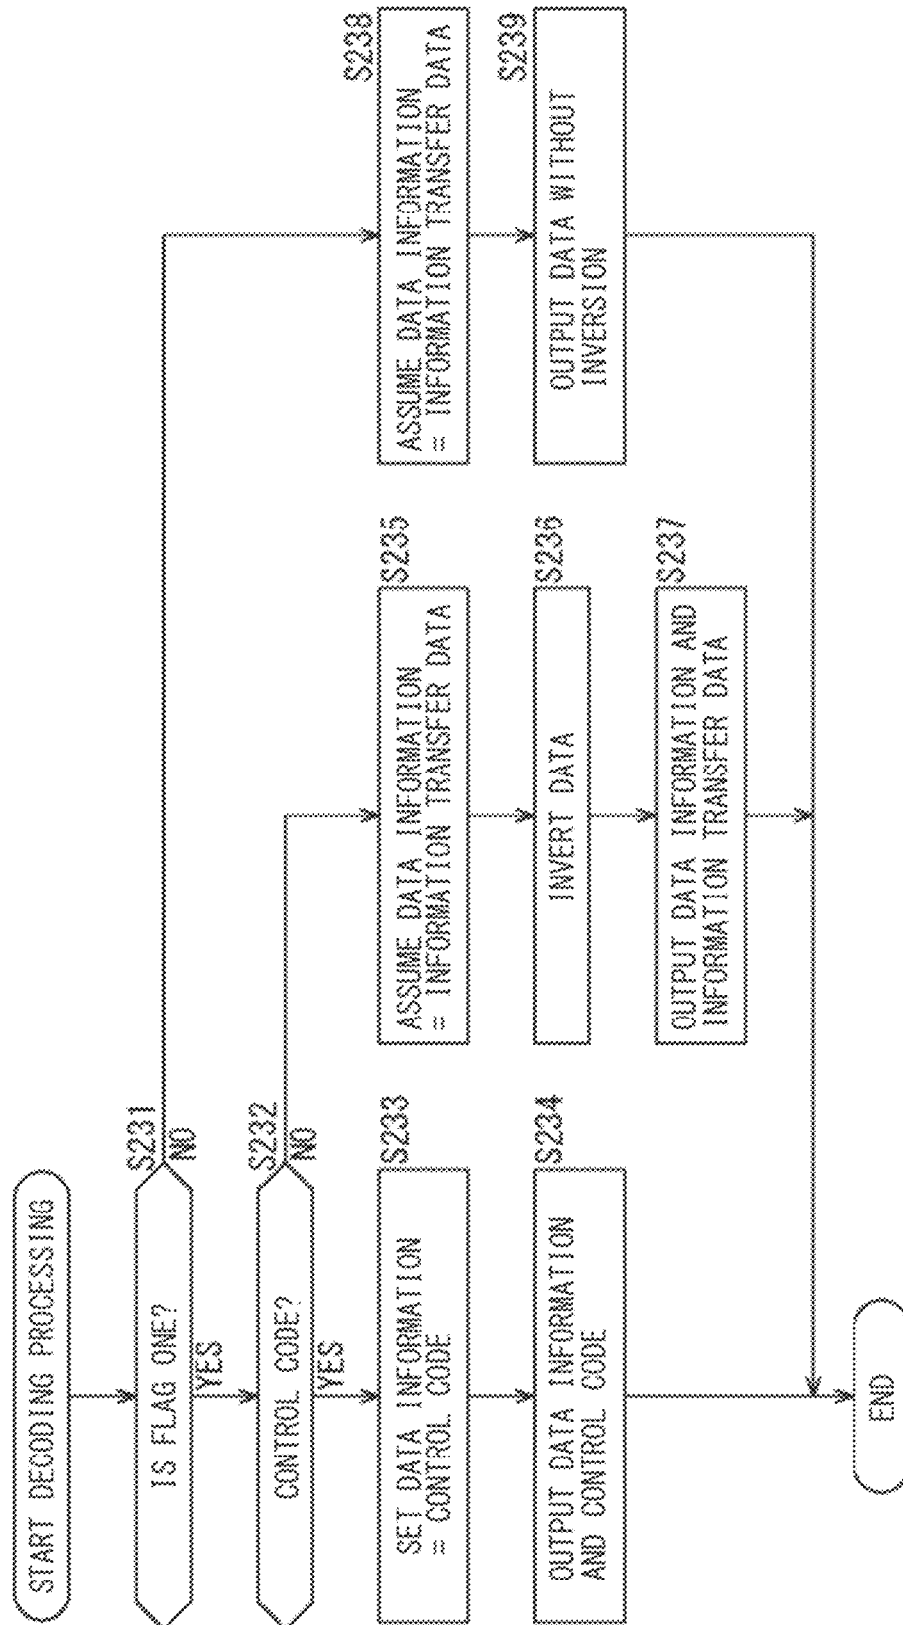 START DECODING PROCESSING
S231
IS FLAG ONE?
NO
YES
S232
CONTROL CODE?
NO
YES
S233
SET DATA INFORMATION
= CONTROL CODE
S234
OUTPUT DATA INFORMATION
AND CONTROL CODE
S235
ASSUME DATA INFORMATION
= INFORMATION TRANSFER DATA
S236
INVERT DATA
S237
OUTPUT DATA INFORMATION AND
INFORMATION TRANSFER DATA
S238
ASSUME DATA INFORMATION
= INFORMATION TRANSFER DATA
S239
OUTPUT DATA WITHOUT
INVERSION
END